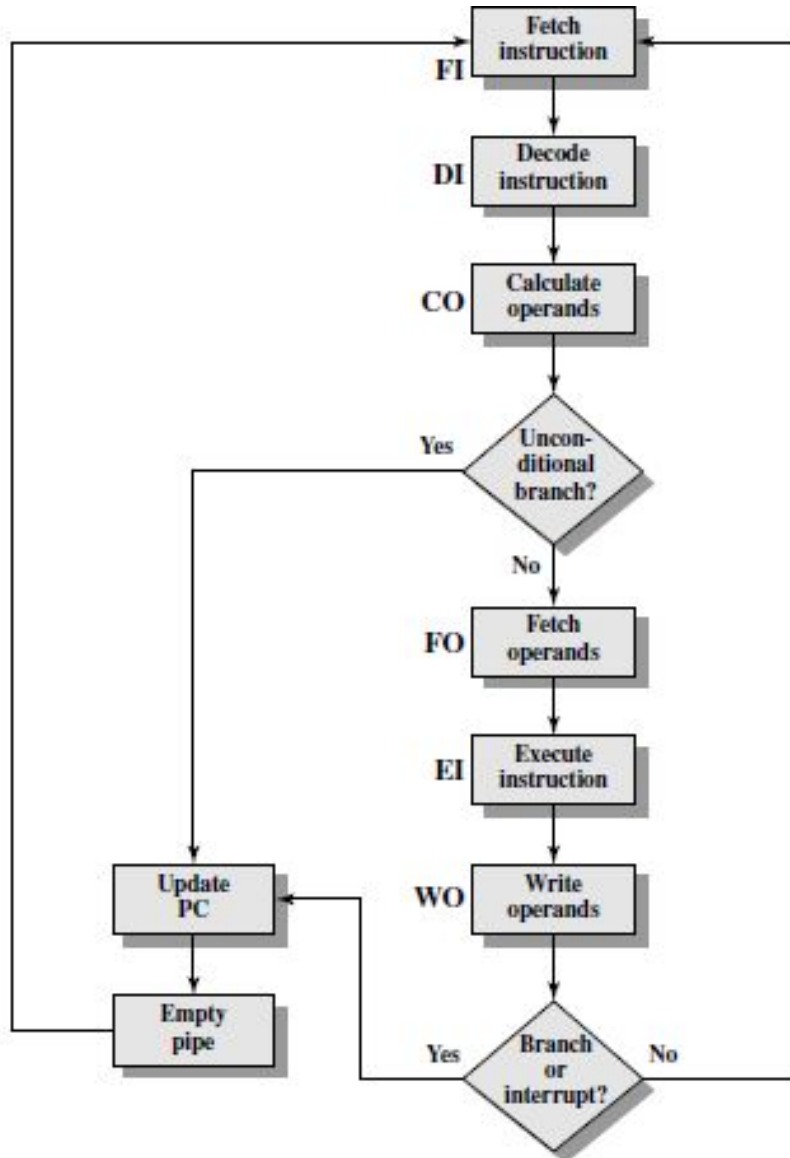 Fetch
instruction
FI
Decode
DI
instruction
Calculate
CO
operands
Yes
Uncon-
ditional
branch?
No
Fetch
FO
operands
EI
Execute
instruction
Update
PC
WO
Write
operands
Empty
pipe
Yes
Branch
or
interrupt?
No